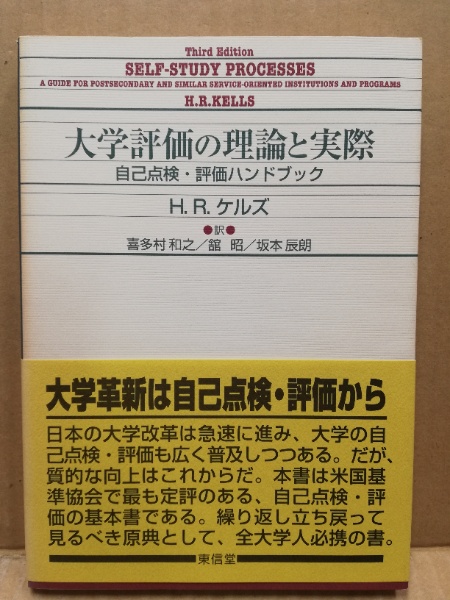 Third Edition
SELF-STUDY PROCESSES
A GUIDE FOR POSTSECONDARY AND SIMILAR SERVICE-ORIENTED INSTITUTIONS AND PROGRAMS
H.R.KELLS
大学評価の理論と実際
自己点検・評価ハンドブック
H.R.ケルズ
●訳●
喜多村和之／舘 昭／坂本辰朗
大学革新は自己点検・評価から
日本の大学改革は急速に進み、大学の自
己点検・評価も広く普及しつつある。だが、
質的な向上はこれからだ。本書は米国基
準協会で最も定評のある、自己点検・評
価の基本書である。繰り返し立ち戻って
見るべき原典として、全大学人必携の書。
東信堂